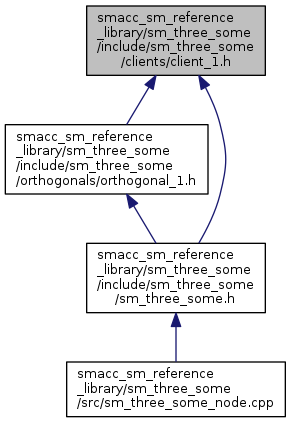 smacc_sm_reference
_library/sm_three_some
/include/sm_three_some
/clients/client_1.h
smacc_sm_reference
_library/sm_three_some
/include/sm_three_some
/orthogonals/orthogonal_1.h
smacc_sm_reference
_library/sm_three_some
/include/sm_three_some
/sm_three_some.h
smacc_sm_reference
_library/sm_three_some
/src/sm_three_some_node.cpp